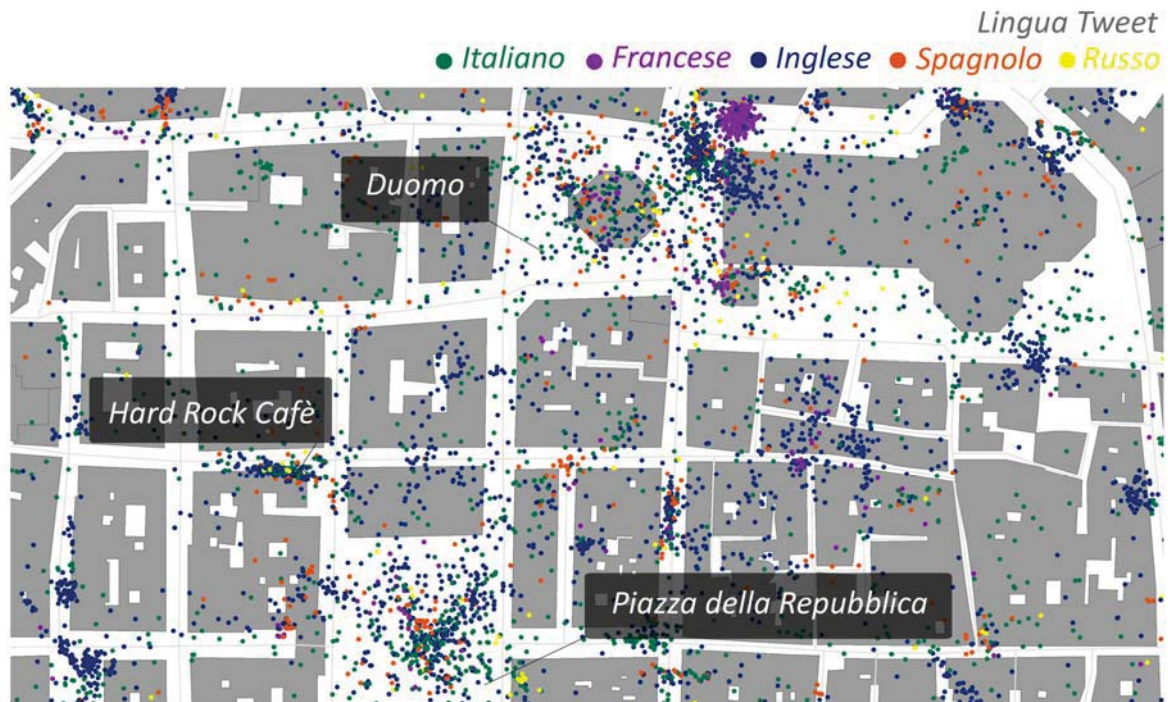 Lingua Tweet
Italiano Francese Inglese Spagnolo Russo
Duomo
Hard Rock Cafè
Piazza della Repubblica